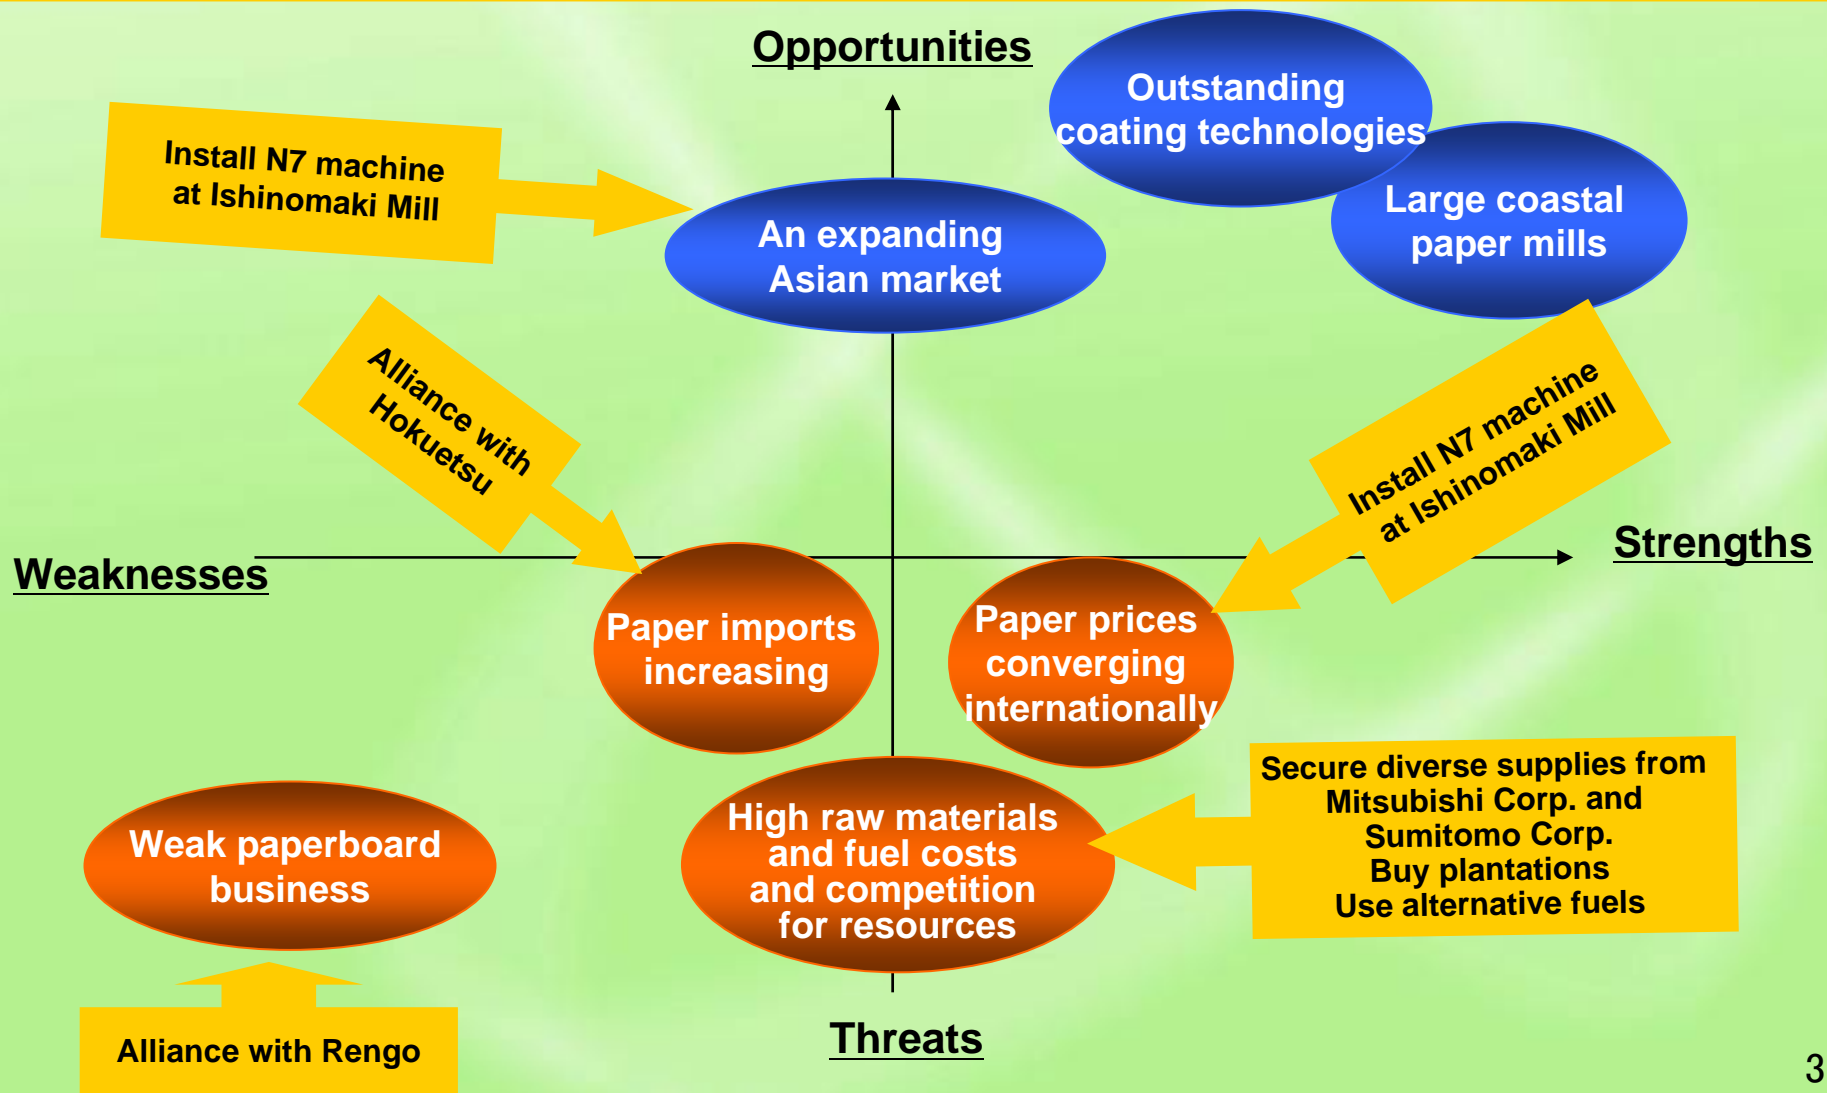 Opportunities
Outstanding
coating technologies
Large coastal
paper mills
Install N7 machine
at Ishinomaki Mill
An expanding
Asian market
Alliance with
Hokuetsu
Install N7 machine
at Ishinomaki Mill
Weaknesses
Strengths
Paper imports
increasing
Paper prices
converging
internationally
Weak paperboard
business
High raw materials
and fuel costs
and competition
for resources
Secure diverse supplies from
Mitsubishi Corp. and
Sumitomo Corp.
Buy plantations
Use alternative fuels
Alliance with Rengo
Threats
3